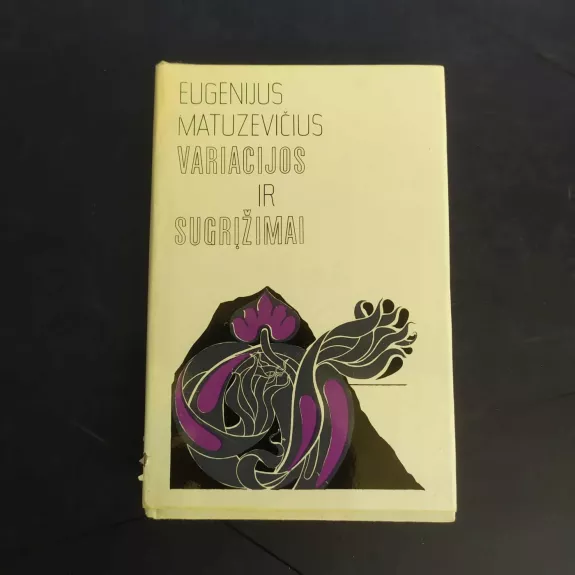 EUGENIJUS
MATUZEVIČIUS
VARIACIJOS
IR
SUGRĮŽIMAI